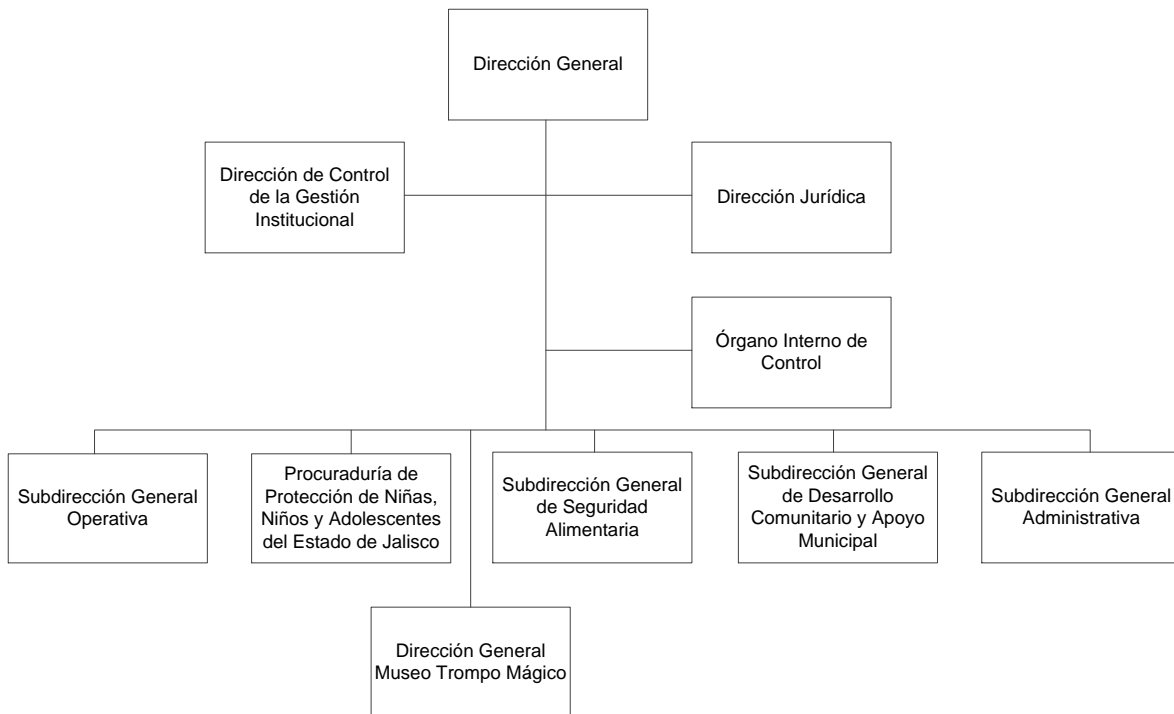 Dirección General
Dirección de Control
de la Gestión
Institucional
Dirección Jurídica
Órgano Interno de
Control
Subdirección General
Operativa
Procuraduría de
Protección de Niñas,
Niños y Adolescentes
del Estado de Jalisco
Subdirección General
de Seguridad
Alimentaria
Subdirección General
de Desarrollo
Comunitario y Apoyo
Municipal
Subdirección General
Administrativa
Dirección General
Museo Trompo Mágico